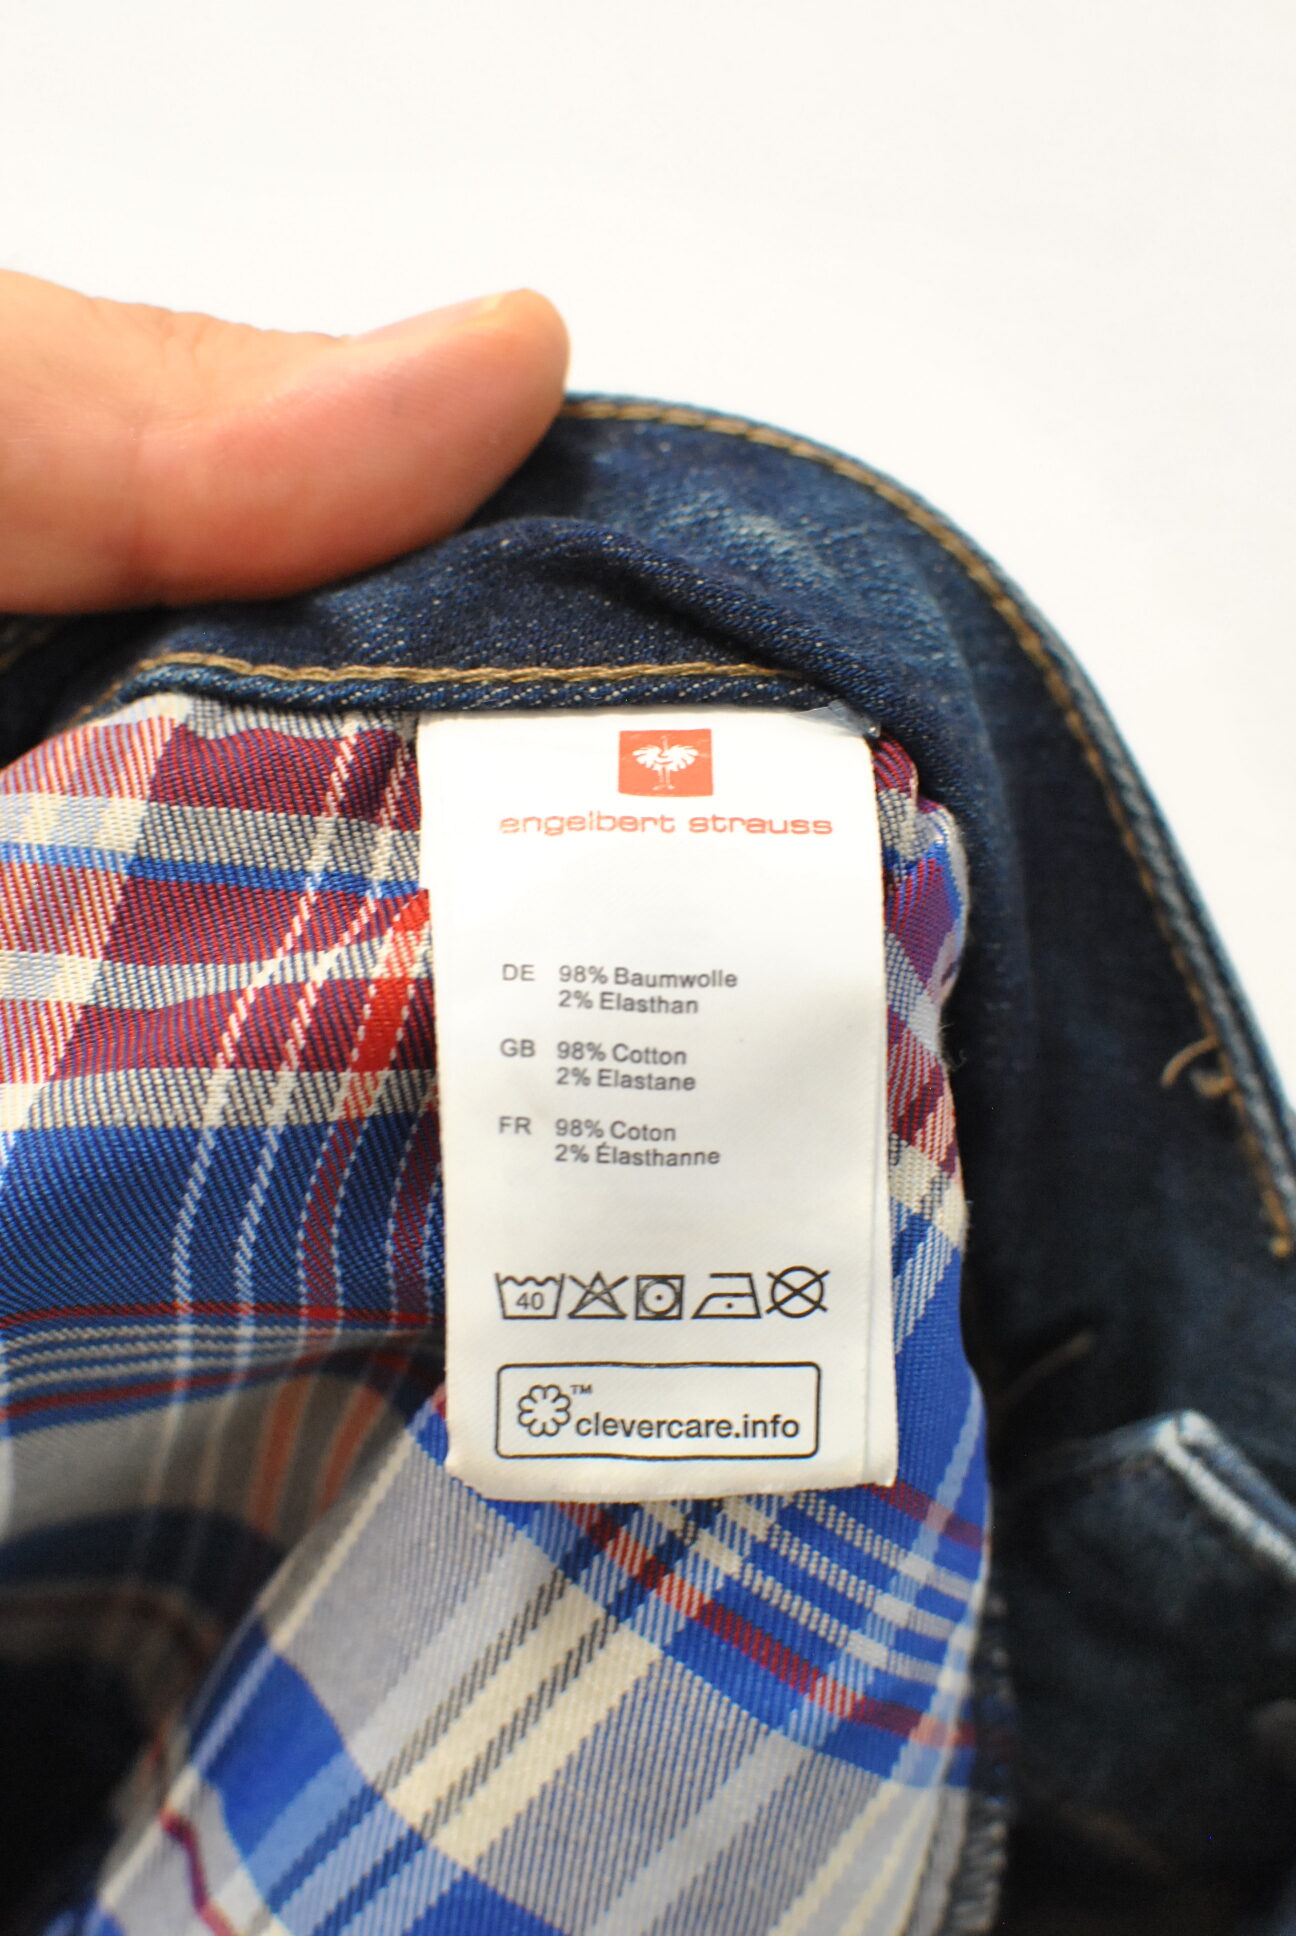 engelbert strauss
DE 98% Baumwolle
2% Elasthan
GB 98% Cotton
2% Elastane
FR 98% Coton
2% Élasthanne
40
™
clevercare.info